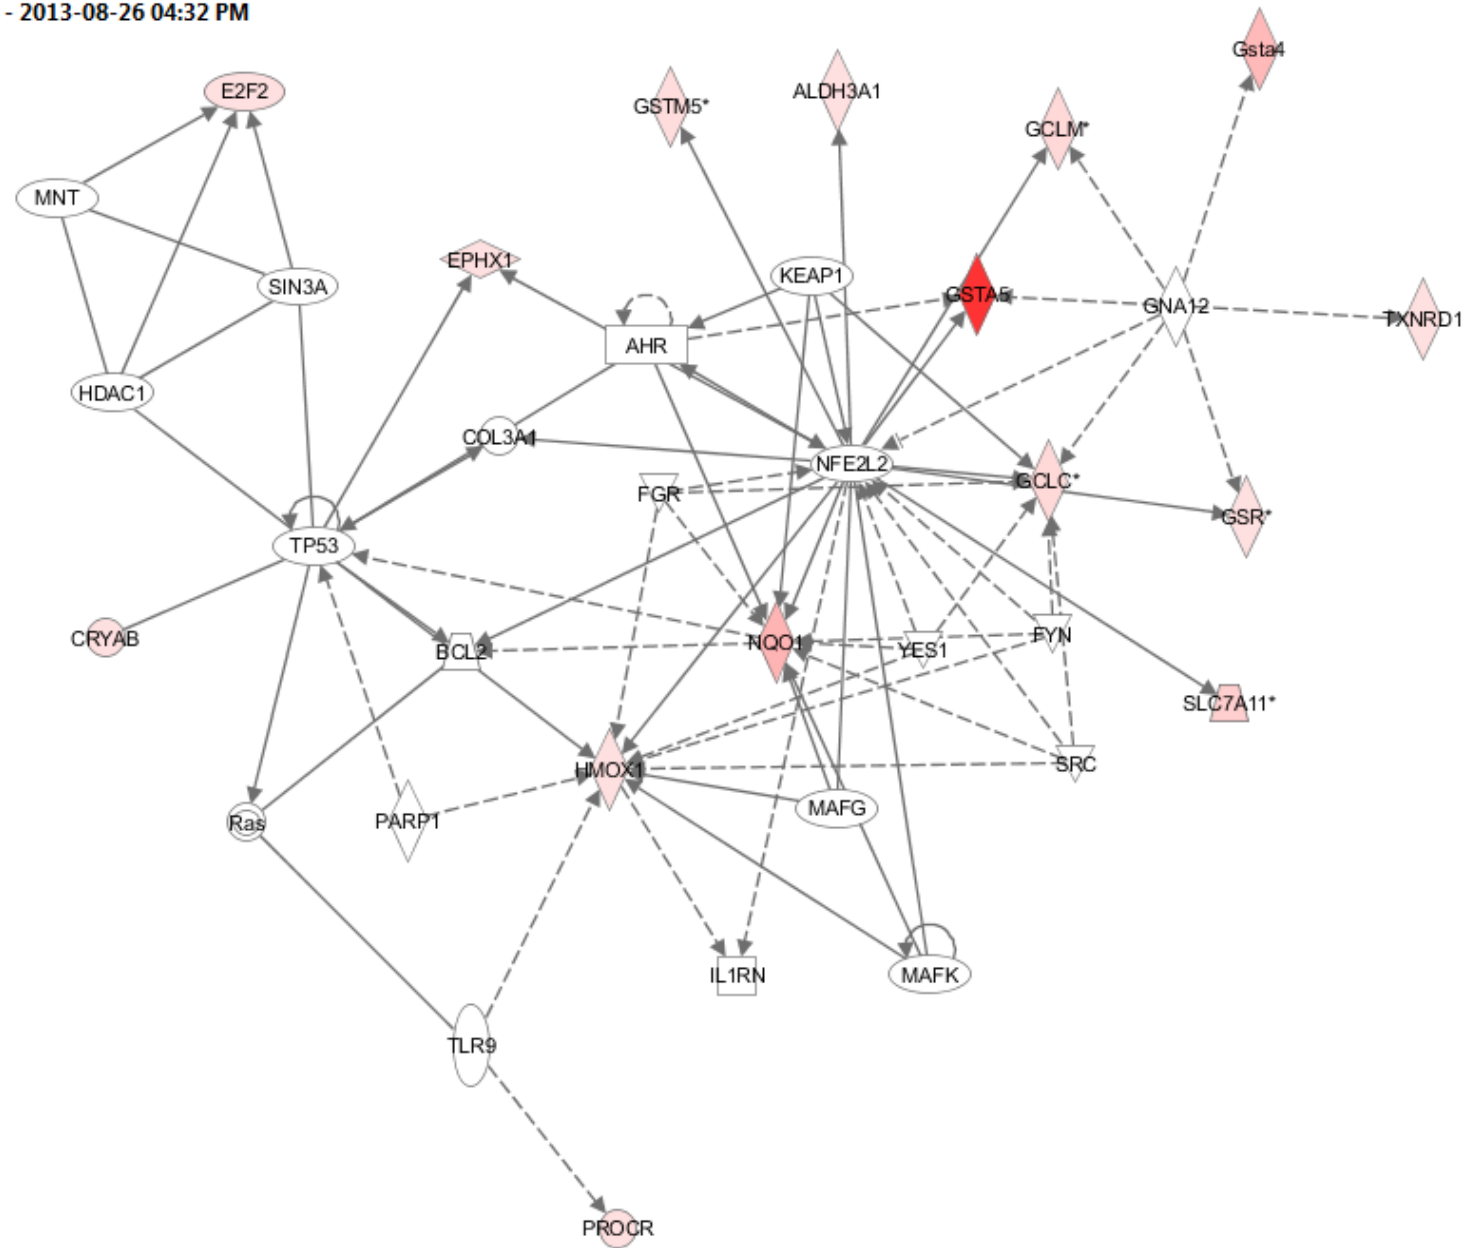 - 2013-08-26 04:32 PM
Gsta4
E2F2
GSTM5*
ALDH3A1
GCLM*
MNT
EPHX1
KEAP1
SIN3A
GSTA5
GNA12
TXNRD1
AHR
HDAC1
COL3A1
NFE2L2
FGR
GCLC*
GSR*
TP53
CRYAB
BCL2
NQO1
YES1
FYN
SLC7A11*
HMOX1
SRC
MAFG
Ras
PARP1
IL1RN
MAFK
TLR9
PROCR